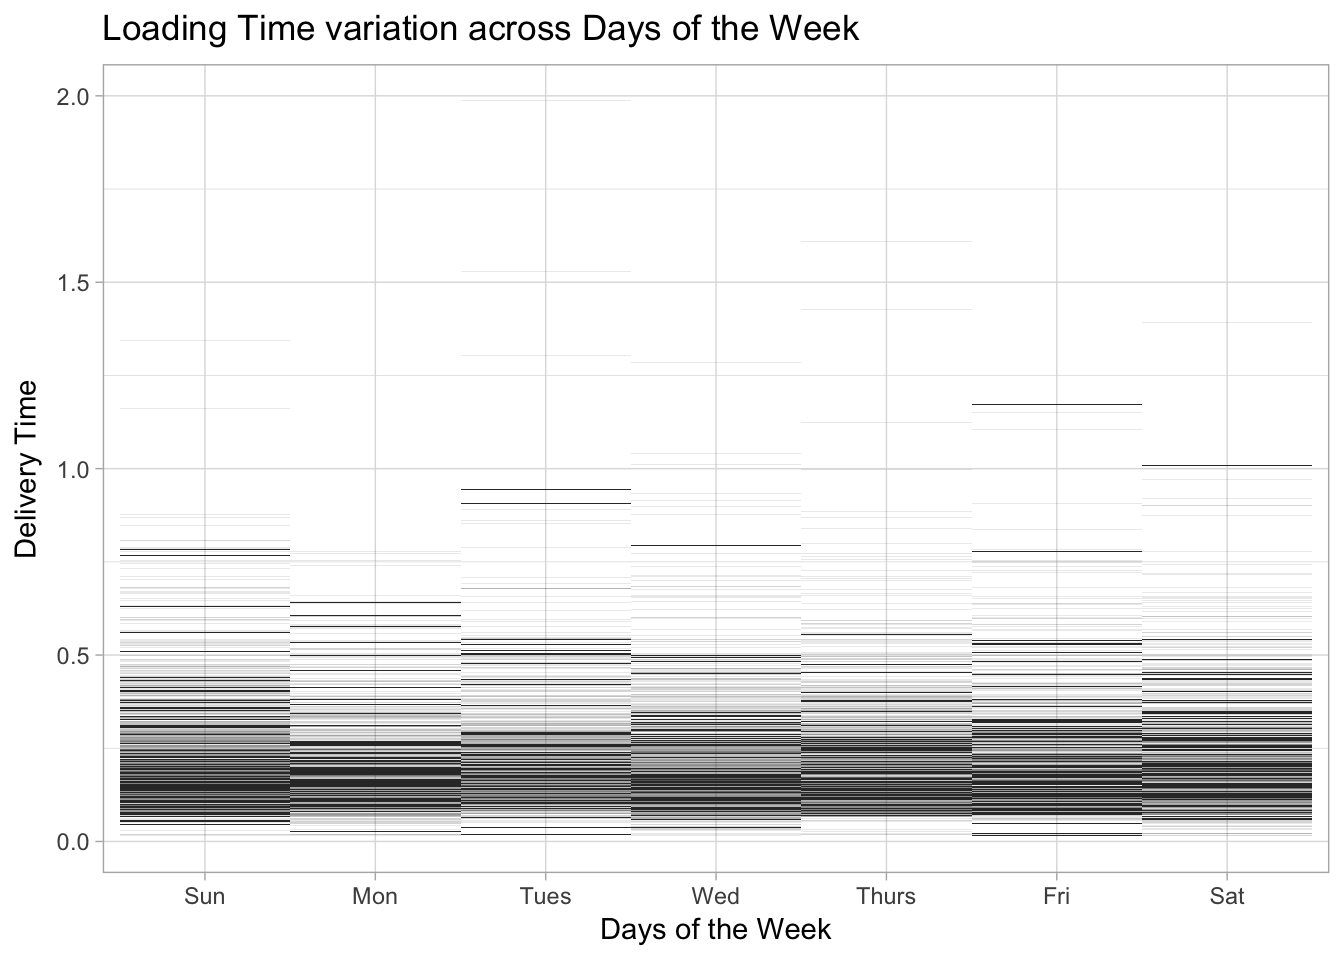 Loading Time variation across Days of the Week
2.0
1.5
1.0
0.5
0.0
Delivery Time
Sun Mon Tues Wed Thurs Fri Sat
Days of the Week